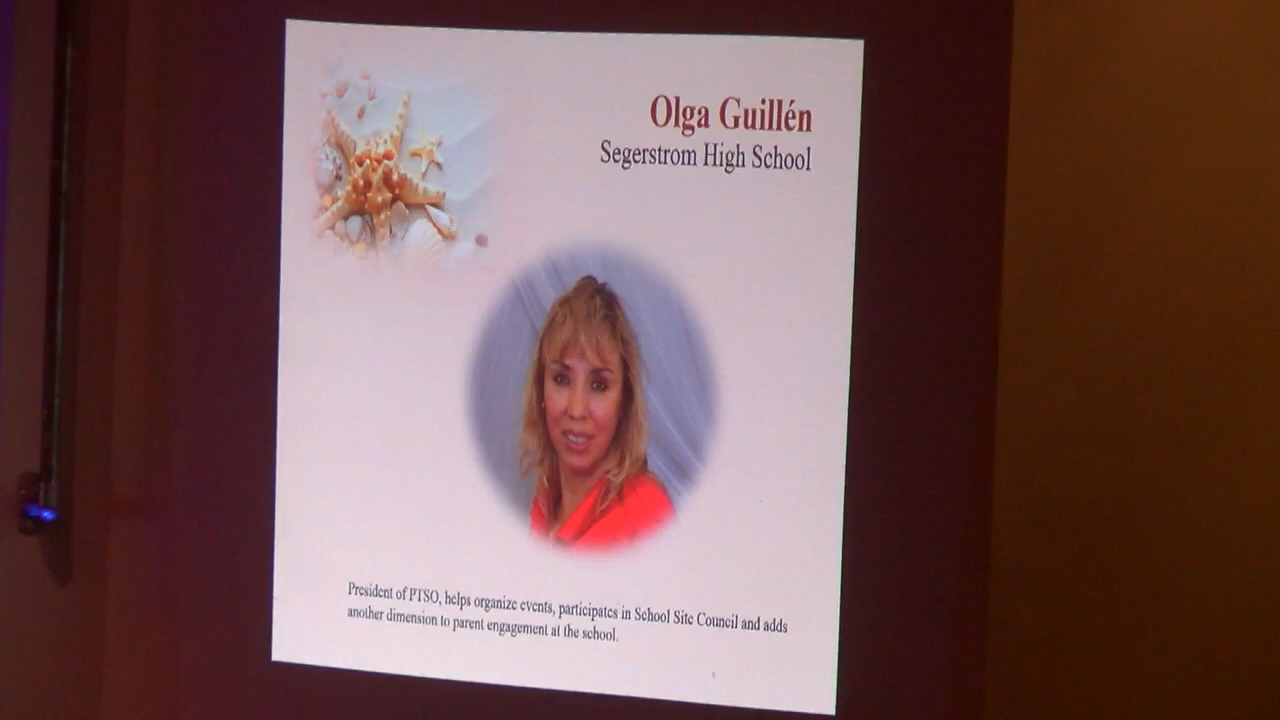 Olga Guillén
Segerstrom High School
President of PTSO, helps organize events, participates in School Site Council and adds
another dimension to parent engagement at the school.